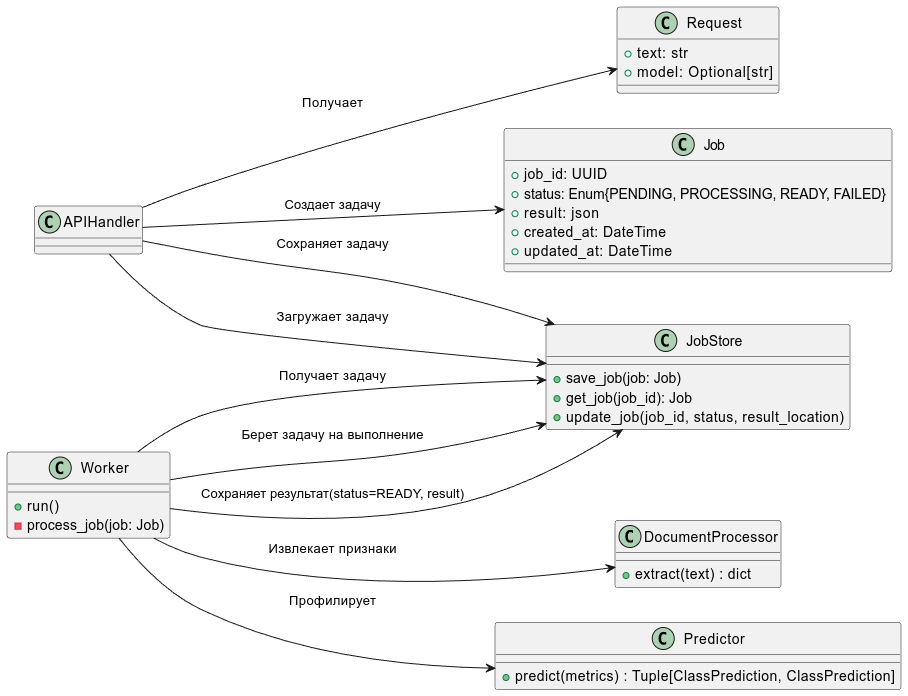 C Request
text: str
model: Optional[str]
Получает
C Job
job_id: UUID
status: Enum{PENDING, PROCESSING, READY, FAILED}
result: json
created_at: DateTime
updated_at: DateTime
C APIHandler
Создает задачу
Сохраняет задачу
Загружает задачу
C JobStore
save_job(job: Job)
get_job(job_id): Job
update_job(job_id, status, result_location)
Получает задачу
Берет задачу на выполнение
C Worker
run()
process_job(job: Job)
Сохраняет результат(status=READY, result)
Извлекает признаки
C DocumentProcessor
extract(text) : dict
Профилирует
C Predictor
predict(metrics) : Tuple[ClassPrediction, ClassPrediction]